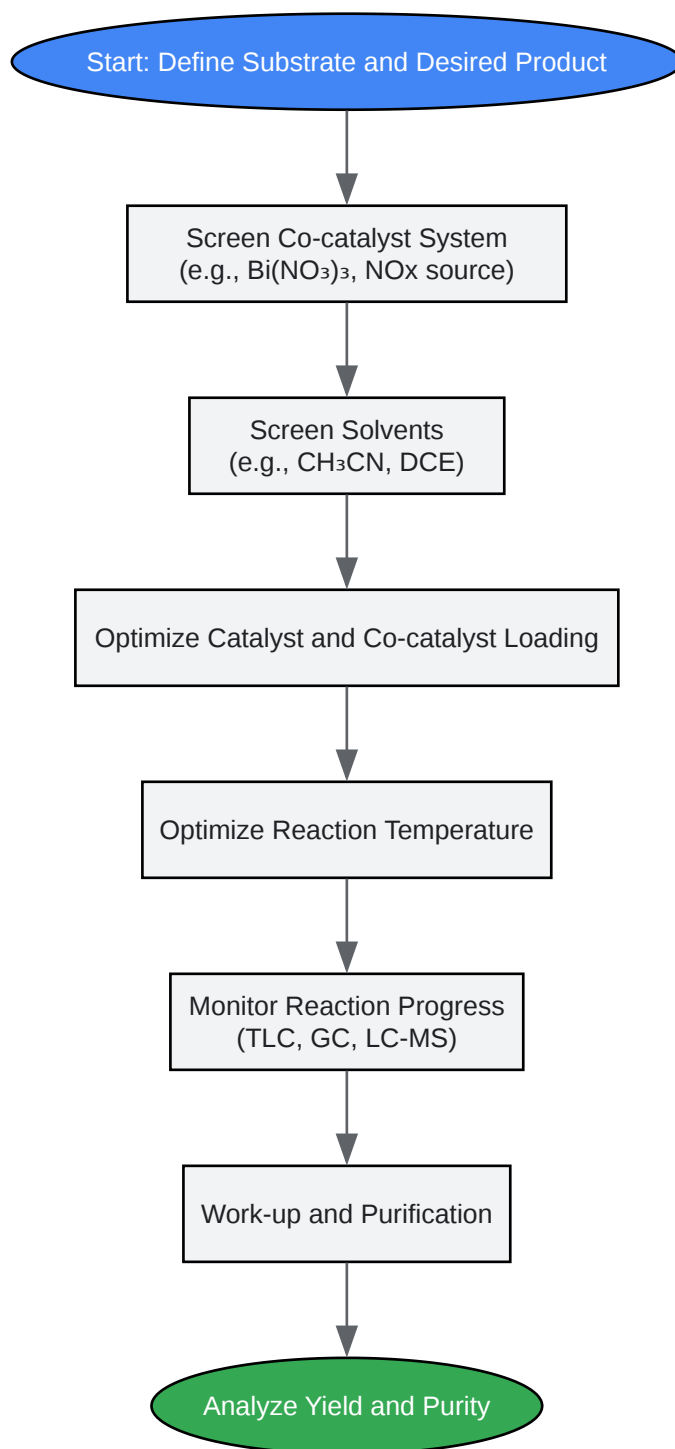 Start: Define Substrate and Desired Product
Screen Co-catalyst System
(e.g., Bi(NO₃)₃, NOx source)
Screen Solvents
(e.g., CH₃CN, DCE)
Optimize Catalyst and Co-catalyst Loading
Optimize Reaction Temperature
Monitor Reaction Progress
(TLC, GC, LC-MS)
Work-up and Purification
Analyze Yield and Purity